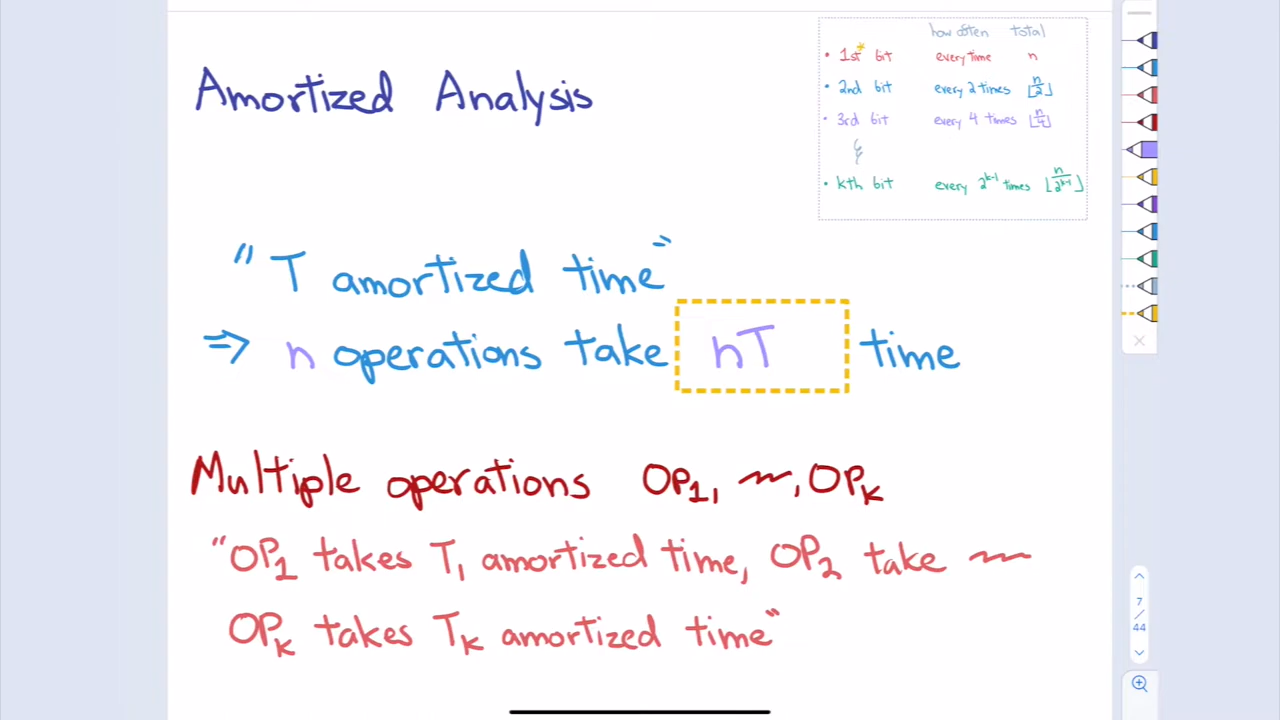 Amortized Analysis
how often total
• 1st* bit every time n
• 2nd bit every 2 times ⌊n/2⌋
• 3rd bit every 4 times ⌊n/4⌋
• kth bit every 2^{k-1} times ⌊n/2^{k-1}⌋
"T amortized time"
⇒ n operations take nT time
Multiple operations OP₁, ~, OPₖ
"OP₁ takes T₁ amortized time, OP₂ take ~
OPₖ takes Tₖ amortized time"
7
/
44